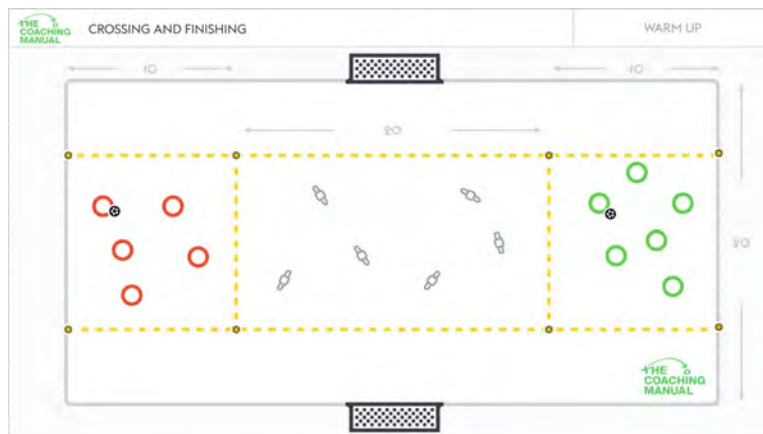 THE
COACHING
MANUAL
CROSSING AND FINISHING
WARM UP
10
10
20
20
THE
COACHING
MANUAL